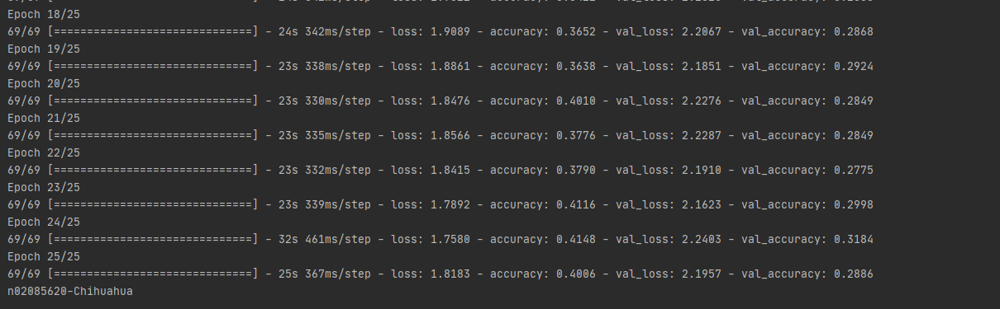 Epoch 18/25
69/69 [==============================] - 24s 342ms/step - loss: 1.9089 - accuracy: 0.3652 - val_loss: 2.2067 - val_accuracy: 0.2868
Epoch 19/25
69/69 [==============================] - 23s 338ms/step - loss: 1.8861 - accuracy: 0.3638 - val_loss: 2.1851 - val_accuracy: 0.2924
Epoch 20/25
69/69 [==============================] - 23s 330ms/step - loss: 1.8476 - accuracy: 0.4010 - val_loss: 2.2276 - val_accuracy: 0.2849
Epoch 21/25
69/69 [==============================] - 23s 335ms/step - loss: 1.8566 - accuracy: 0.3776 - val_loss: 2.2287 - val_accuracy: 0.2849
Epoch 22/25
69/69 [==============================] - 23s 332ms/step - loss: 1.8415 - accuracy: 0.3790 - val_loss: 2.1910 - val_accuracy: 0.2775
Epoch 23/25
69/69 [==============================] - 23s 339ms/step - loss: 1.7892 - accuracy: 0.4116 - val_loss: 2.1623 - val_accuracy: 0.2998
Epoch 24/25
69/69 [==============================] - 32s 461ms/step - loss: 1.7580 - accuracy: 0.4148 - val_loss: 2.2403 - val_accuracy: 0.3184
Epoch 25/25
69/69 [==============================] - 25s 367ms/step - loss: 1.8183 - accuracy: 0.4006 - val_loss: 2.1957 - val_accuracy: 0.2886
n02085620-Chihuahua